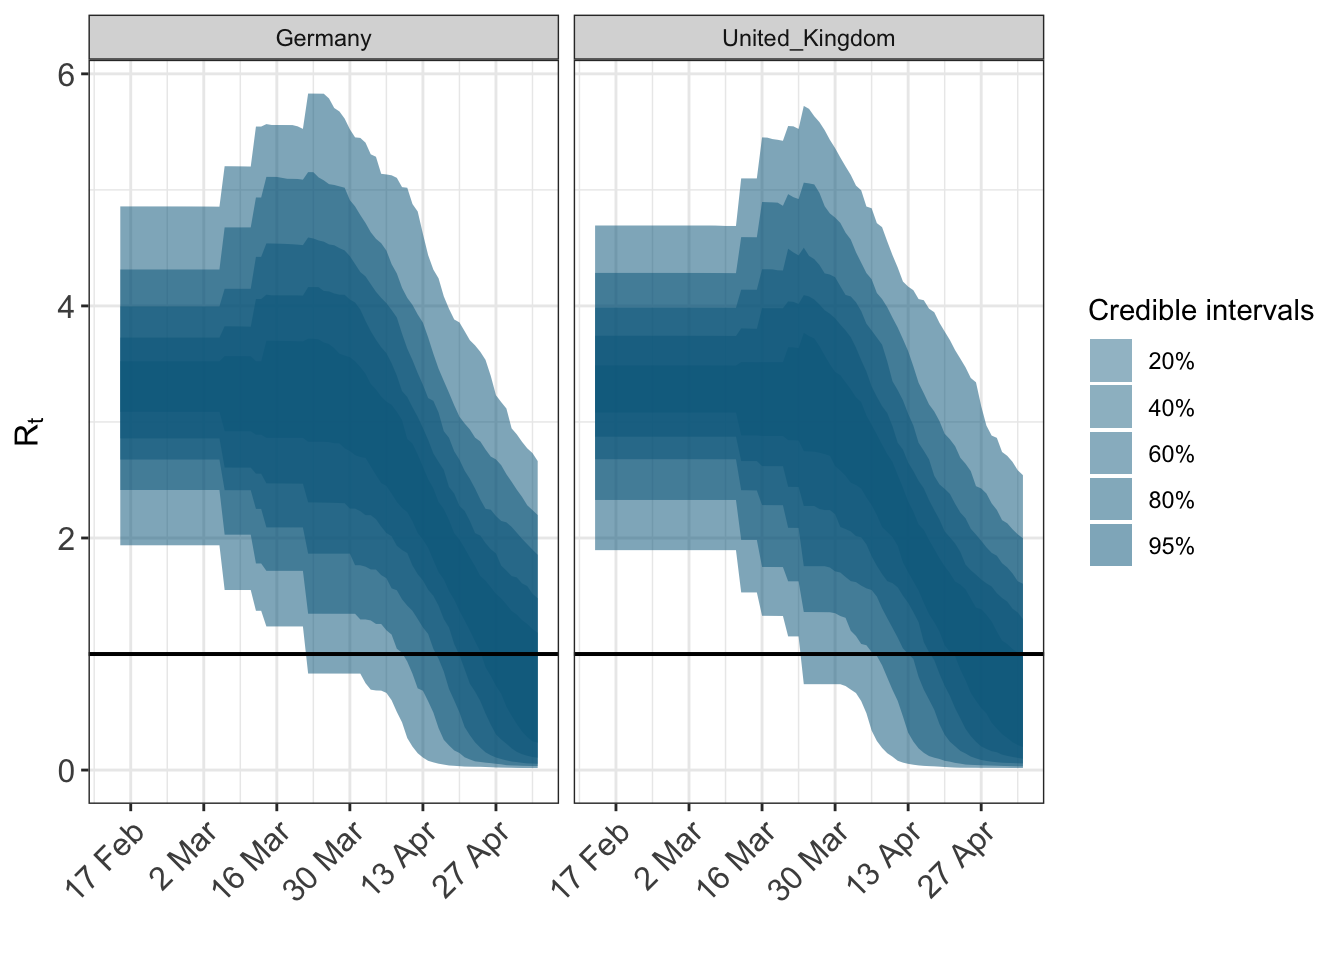 Germany
United_Kingdom
6
4
2
0
Rt
17 Feb
2 Mar
16 Mar
30 Mar
13 Apr
27 Apr
17 Feb
2 Mar
16 Mar
30 Mar
13 Apr
27 Apr
Credible intervals
20%
40%
60%
80%
95%